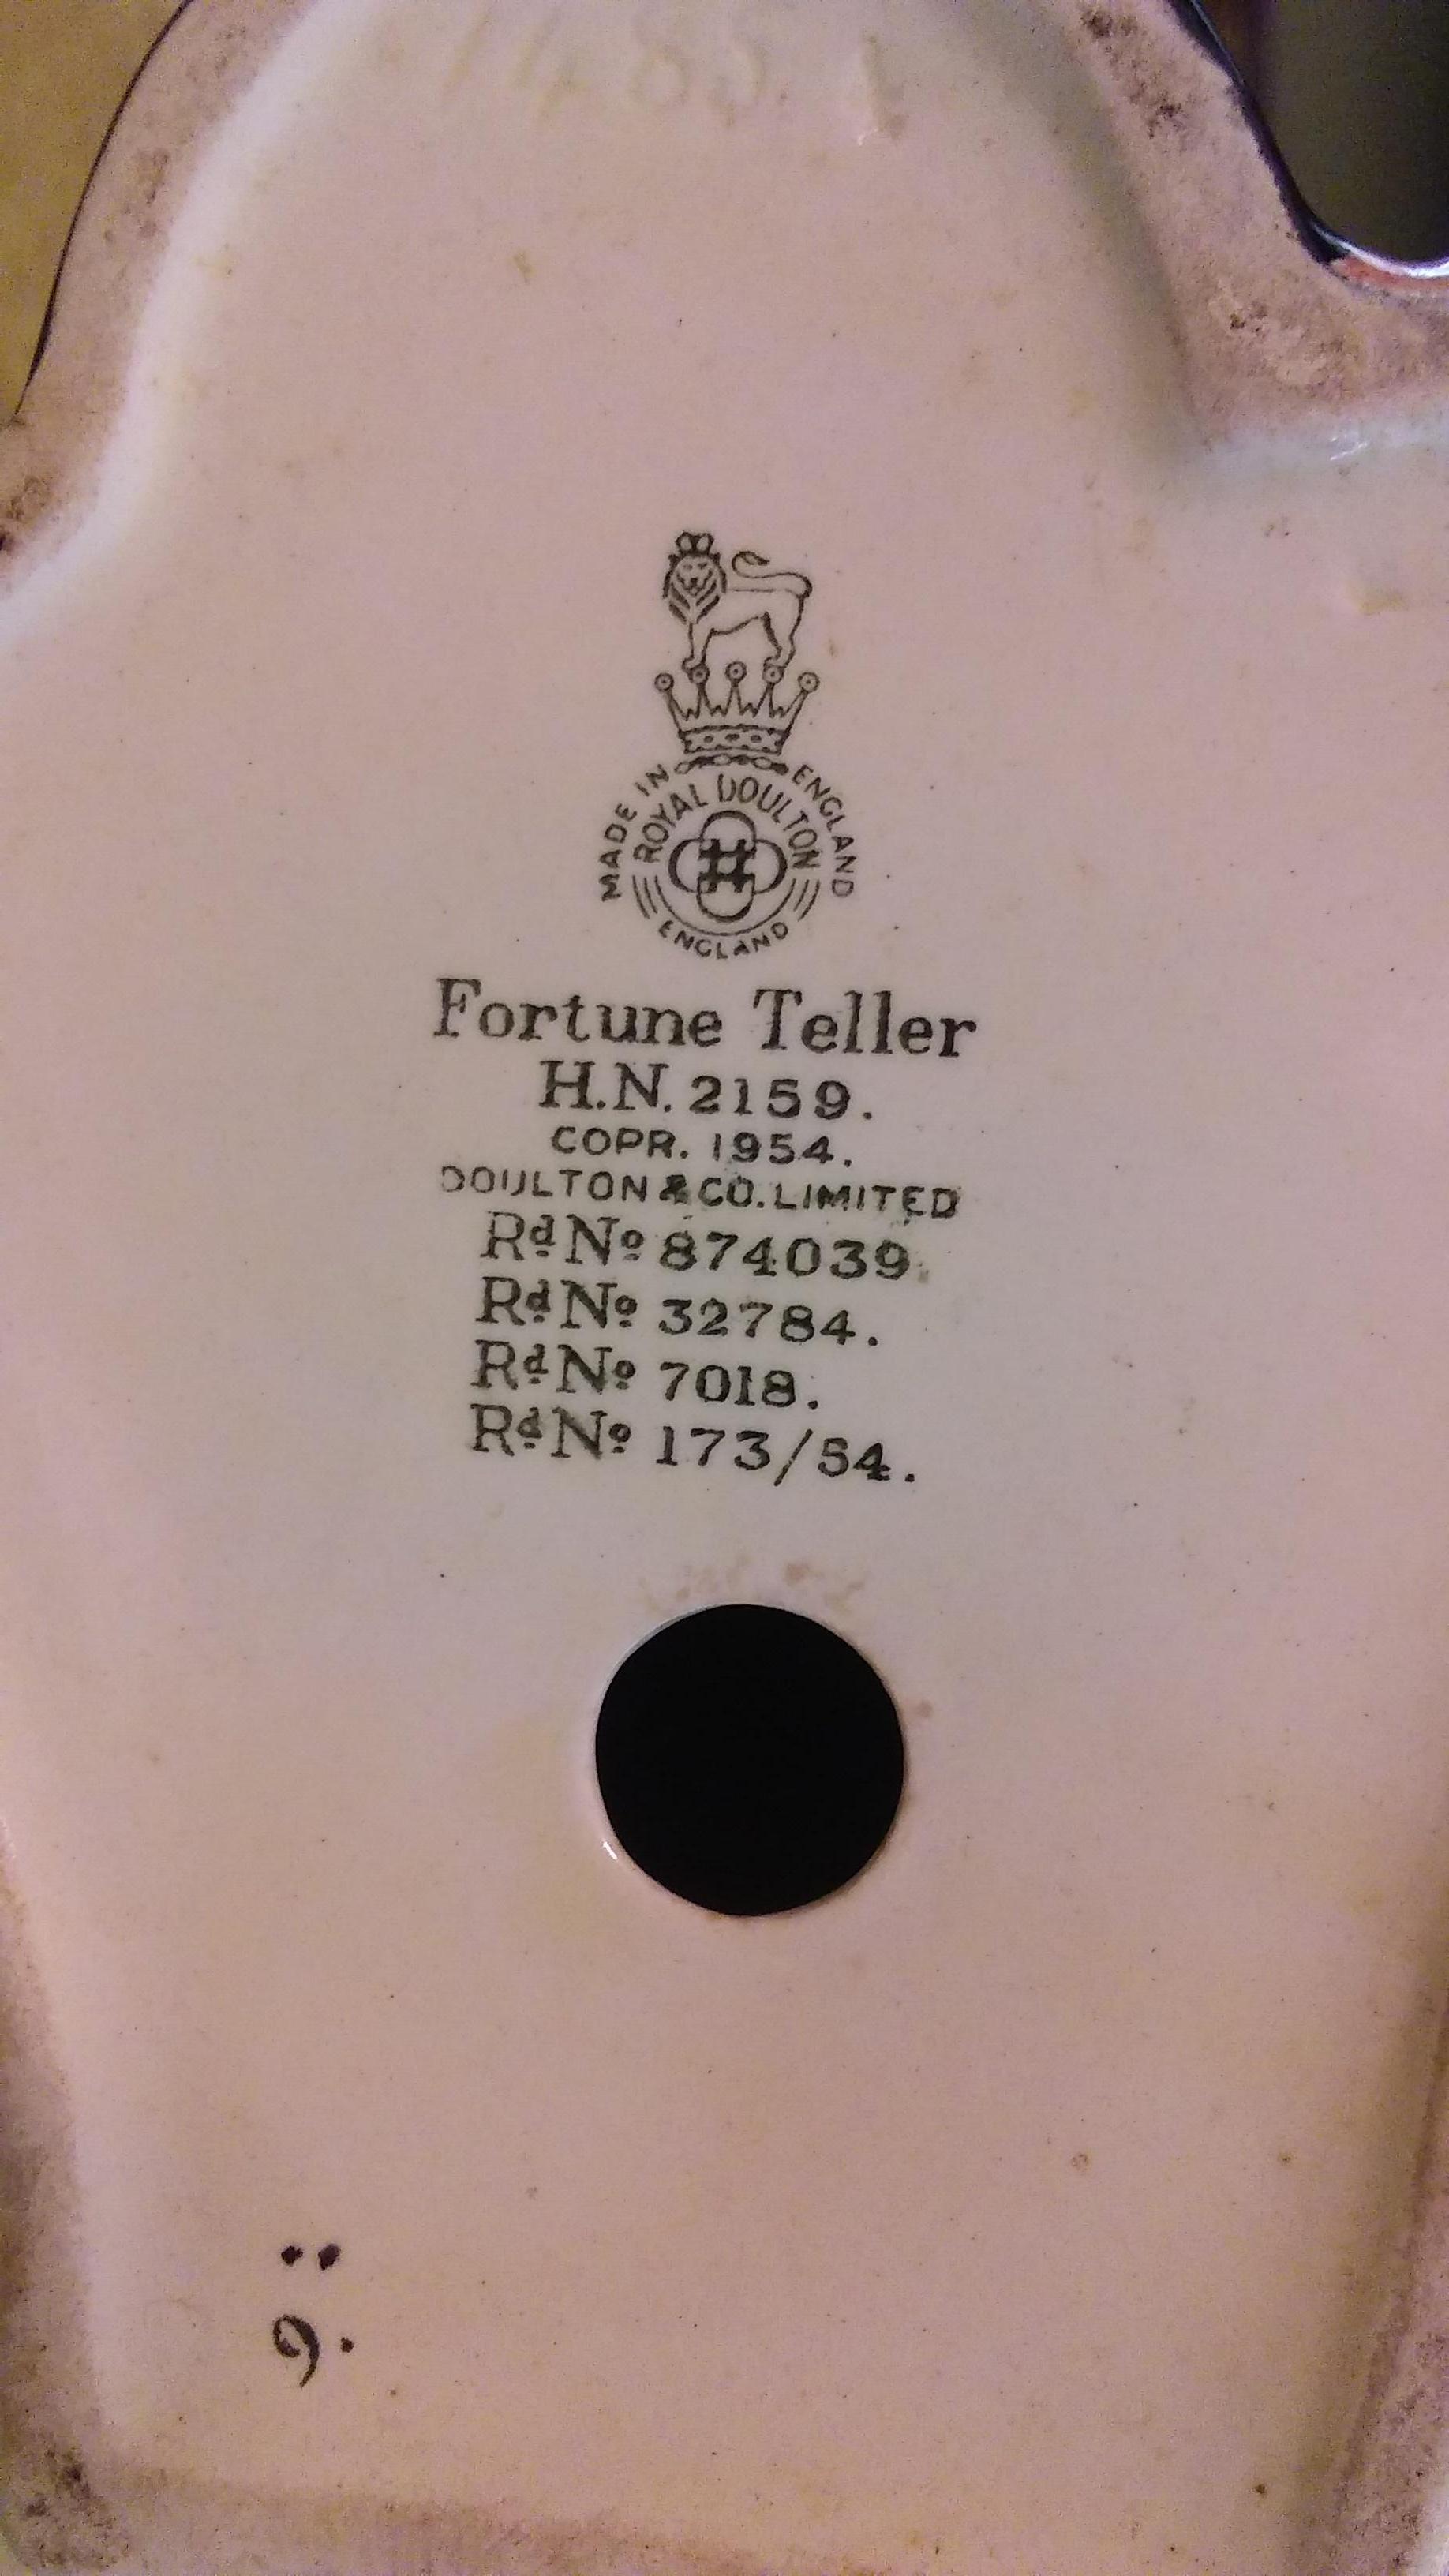 MADE IN ENGLAND
ROYAL DOULTON
ENGLAND
Fortune Teller
H.N. 2159.
COPR. 1954.
DOULTON & CO. LIMITED
Rd No 874039.
Rd No 32784.
Rd No 7018.
Rd No 173/54.
9.